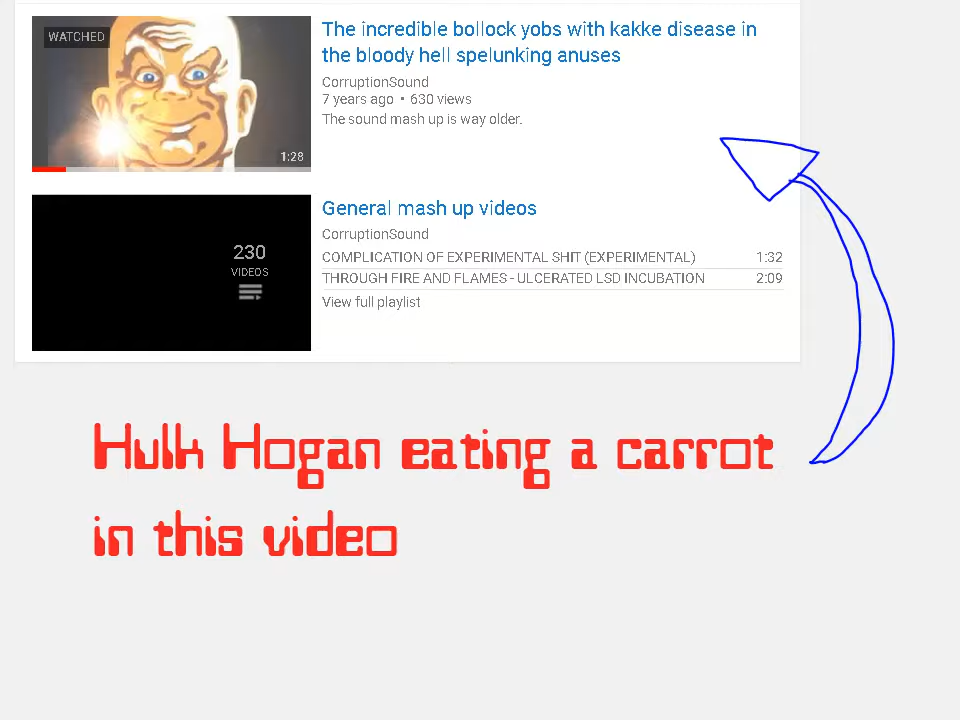 WATCHED
1:28
The incredible bollock yobs with kakke disease in
the bloody hell spelunking anuses
CorruptionSound
7 years ago • 630 views
The sound mash up is way older.
230
VIDEOS
General mash up videos
CorruptionSound
COMPLICATION OF EXPERIMENTAL SHIT (EXPERIMENTAL) 1:32
THROUGH FIRE AND FLAMES - ULCERATED LSD INCUBATION 2:09
View full playlist
Hulk Hogan eating a carrot
in this video